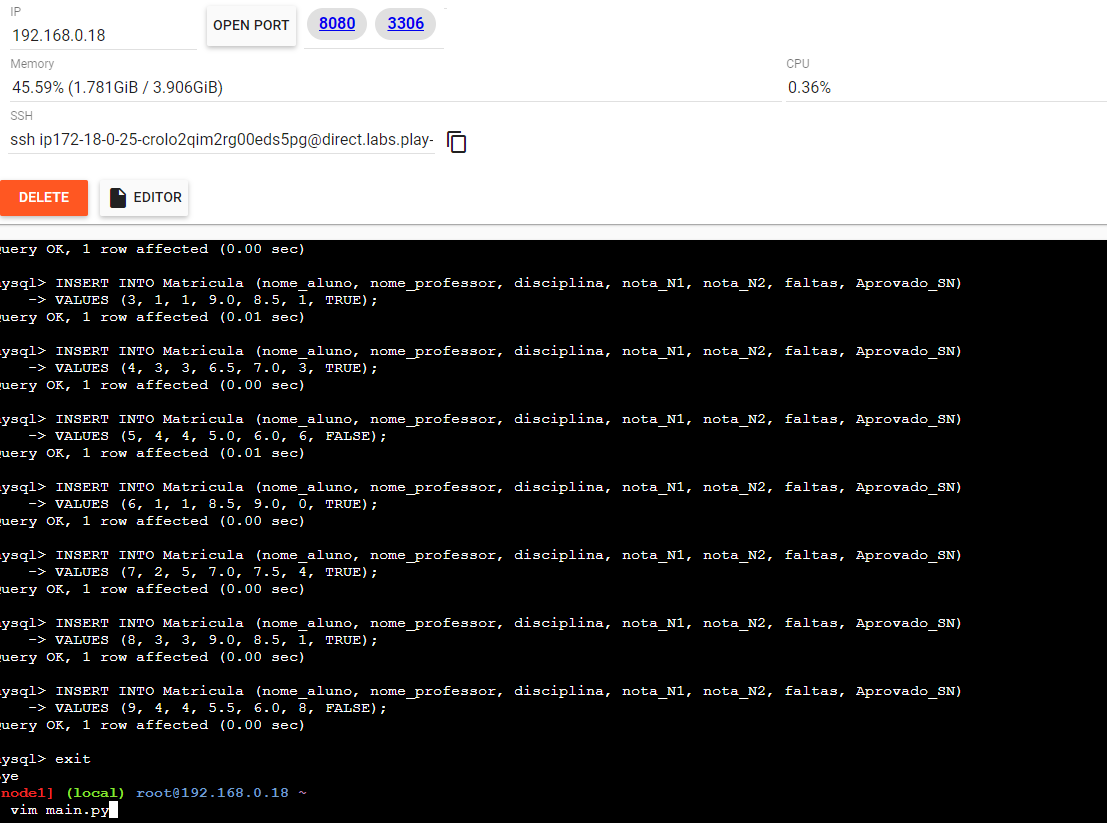 IP
192.168.0.18
OPEN PORT
8080
3306
Memory
45.59% (1.781GiB / 3.906GiB)
CPU
0.36%
SSH
ssh ip172-18-0-25-crolo2qim2rg00eds5pg@direct.labs.play-
DELETE
EDITOR
uery OK, 1 row affected (0.00 sec)
ysql> INSERT INTO Matricula (nome_aluno, nome_professor, disciplina, nota_N1, nota_N2, faltas, Aprovado_SN)
-> VALUES (3, 1, 1, 9.0, 8.5, 1, TRUE);
uery OK, 1 row affected (0.01 sec)
ysql> INSERT INTO Matricula (nome_aluno, nome_professor, disciplina, nota_N1, nota_N2, faltas, Aprovado_SN)
-> VALUES (4, 3, 3, 6.5, 7.0, 3, TRUE);
uery OK, 1 row affected (0.00 sec)
ysql> INSERT INTO Matricula (nome_aluno, nome_professor, disciplina, nota_N1, nota_N2, faltas, Aprovado_SN)
-> VALUES (5, 4, 4, 5.0, 6.0, 6, FALSE);
uery OK, 1 row affected (0.01 sec)
ysql> INSERT INTO Matricula (nome_aluno, nome_professor, disciplina, nota_N1, nota_N2, faltas, Aprovado_SN)
-> VALUES (6, 1, 1, 8.5, 9.0, 0, TRUE);
uery OK, 1 row affected (0.00 sec)
ysql> INSERT INTO Matricula (nome_aluno, nome_professor, disciplina, nota_N1, nota_N2, faltas, Aprovado_SN)
-> VALUES (7, 2, 5, 7.0, 7.5, 4, TRUE);
uery OK, 1 row affected (0.00 sec)
ysql> INSERT INTO Matricula (nome_aluno, nome_professor, disciplina, nota_N1, nota_N2, faltas, Aprovado_SN)
-> VALUES (8, 3, 3, 9.0, 8.5, 1, TRUE);
uery OK, 1 row affected (0.00 sec)
ysql> INSERT INTO Matricula (nome_aluno, nome_professor, disciplina, nota_N1, nota_N2, faltas, Aprovado_SN)
-> VALUES (9, 4, 4, 5.5, 6.0, 8, FALSE);
uery OK, 1 row affected (0.00 sec)
ysql> exit
ye
node1] (local) root@192.168.0.18 ~
vim main.py